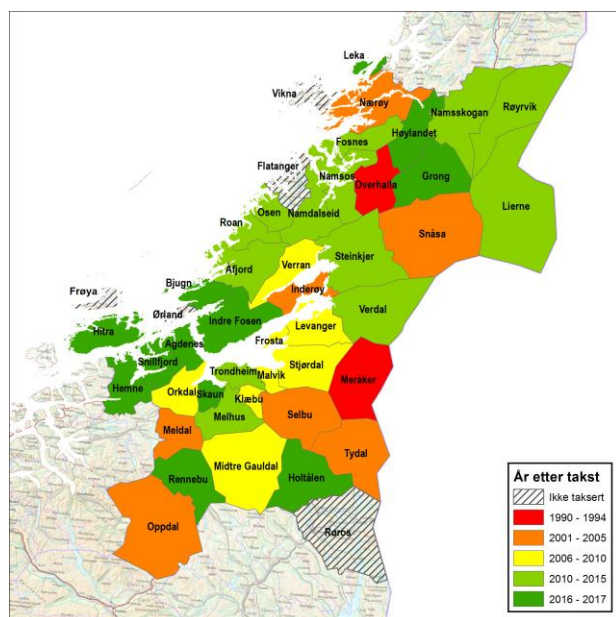 Leka
Vikna
Nærøy
Namsskogan
Røyrvik
Høylandet
Fosnes
Flatanger
Namsos
Overhalla
Grong
Lierne
Osen
Namdalseid
Roan
Snåsa
Verran
Steinkjer
Åfjord
Bjugn
Frøya
Inderøy
Ørland
Indre Fosen
Verdal
Levanger
Hitra
Agdenes
Frosta
Snillfjord
Stjørdal
Trondheim
Malvik
Meråker
Hemne
Orkdal
Skaun
Klæbu
Melhus
Selbu
Meldal
Tydal
Midtre Gauldal
Rennebu
Holtålen
Oppdal
Røros
År etter takst
Ikke taksert
1990 - 1994
2001 - 2005
2006 - 2010
2010 - 2015
2016 - 2017